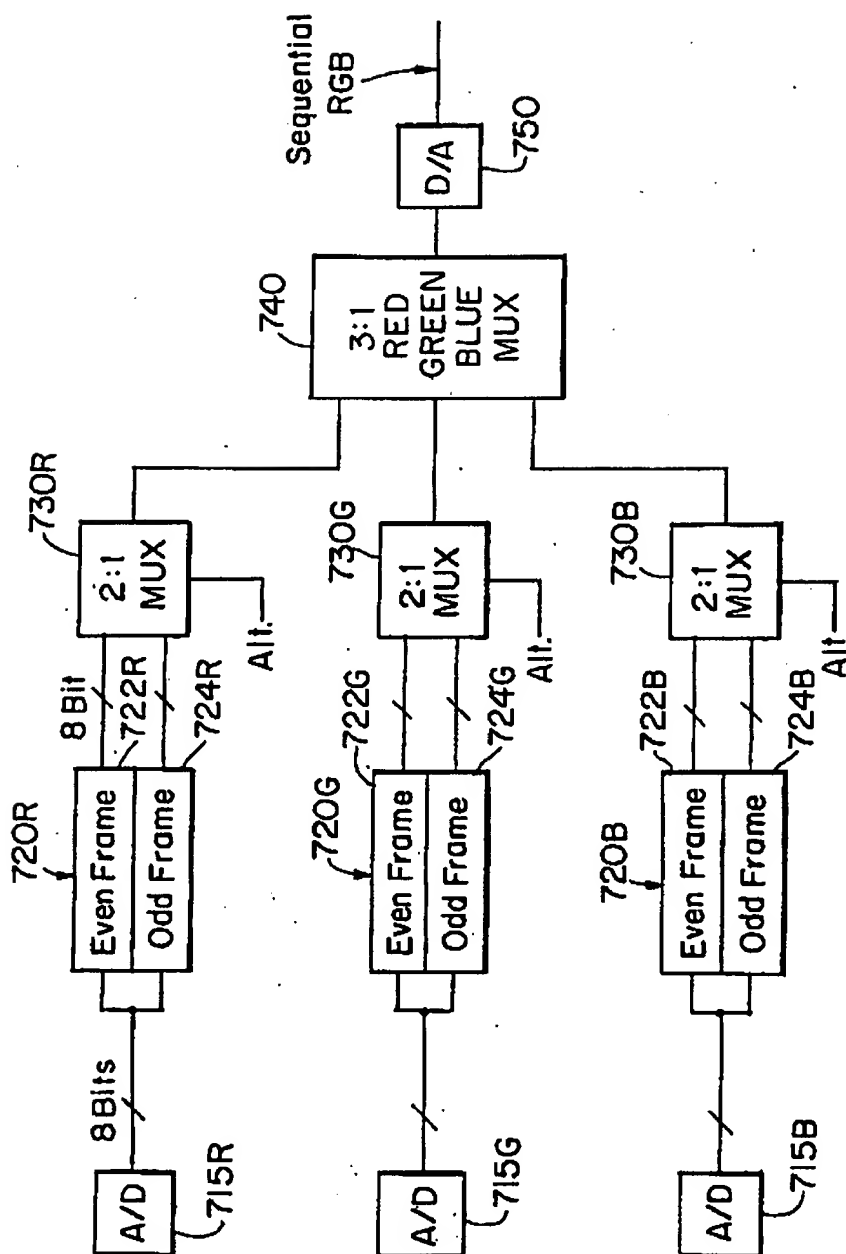 Sequential
RGB
D/A
750
740
3:1
RED
GREEN
BLUE
MUX
730R
2:1
MUX
Alt.
8 Bit
722R
724R
720R
Even Frame
Odd Frame
8 Bits
A/D
715R
730G
2:1
MUX
Alt.
722G
724G
720G
Even Frame
Odd Frame
A/D
715G
730B
2:1
MUX
Alt
722B
724B
720B
Even Frame
Odd Frame
A/D
715B